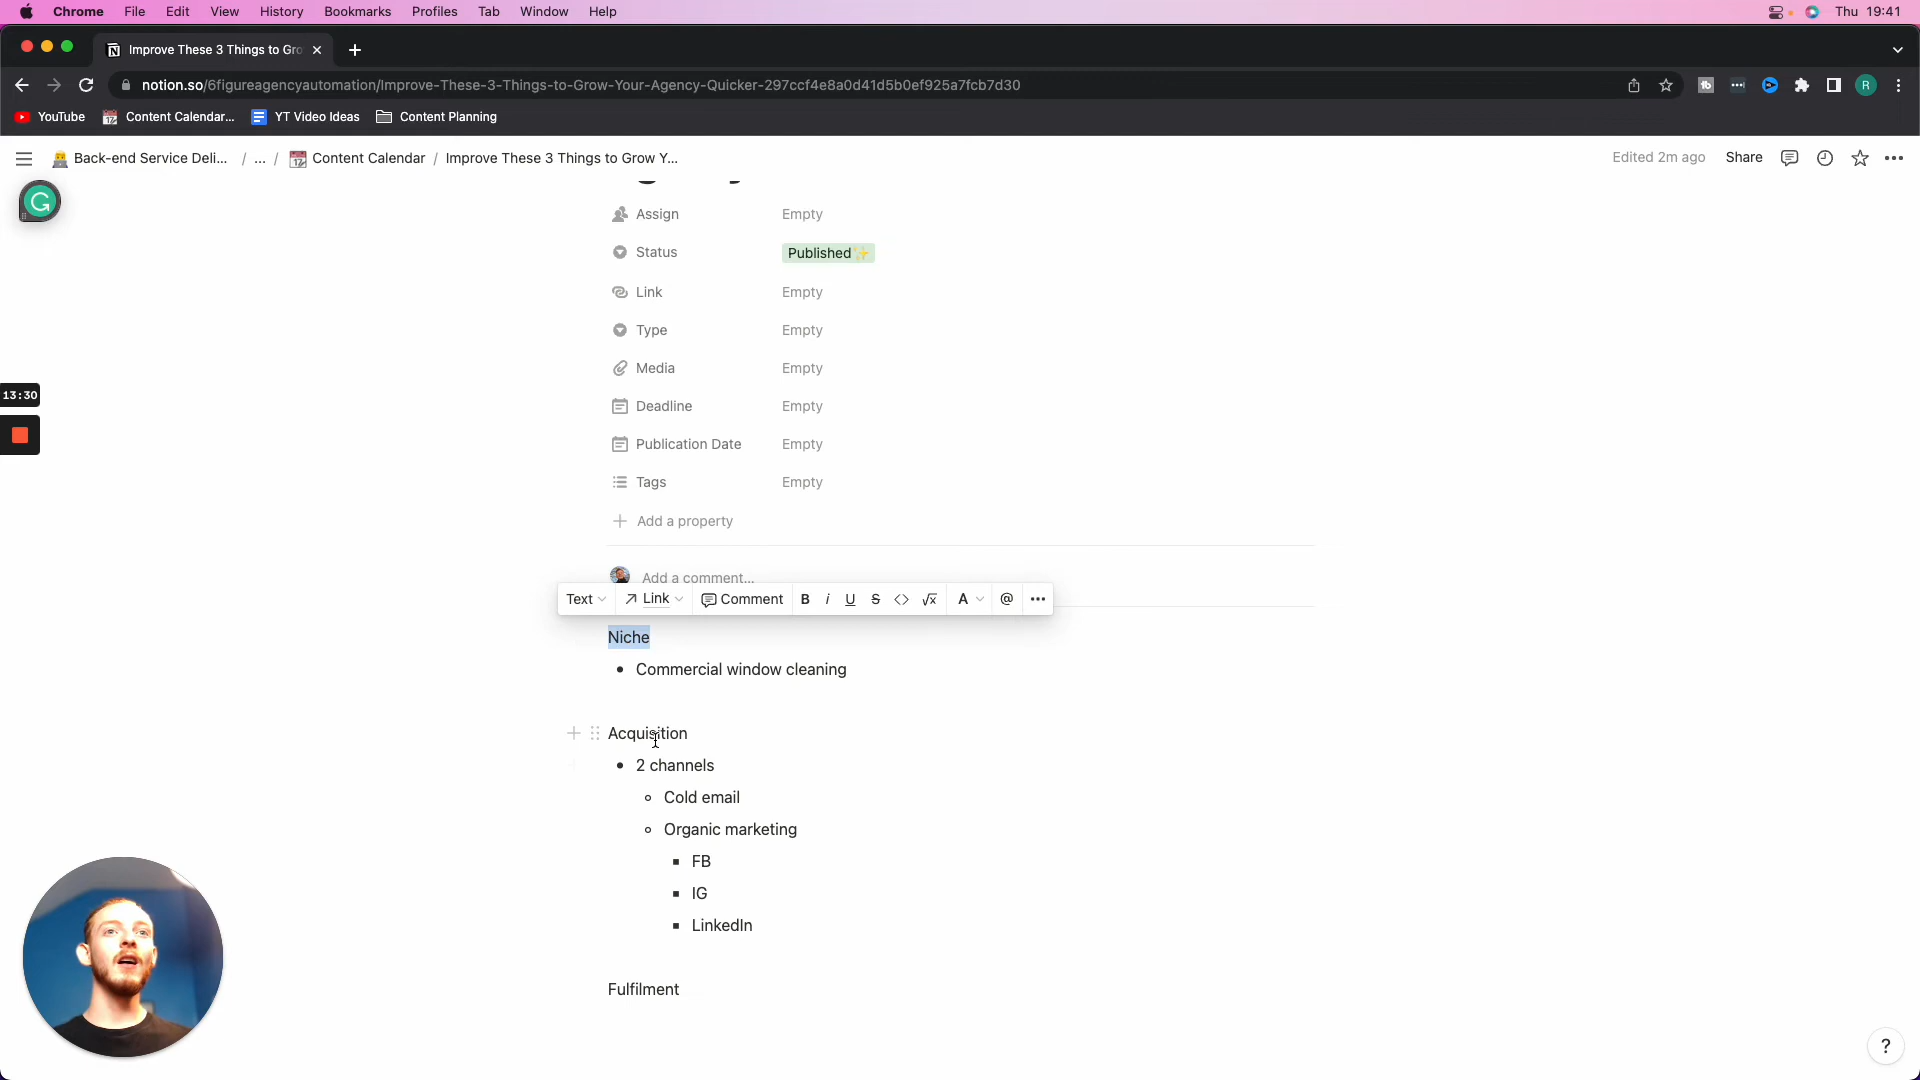 Chrome File Edit View History Bookmarks Profiles Tab Window Help Thu 19:41
Improve These 3 Things to Gro
notion.so/6figureagencyautomation/Improve-These-3-Things-to-Grow-Your-Agency-Quicker-297ccf4e8a0d41d5b0ef925a7fcb7d30
YouTube Content Calendar... YT Video Ideas Content Planning
Back-end Service Deli... / ... / Content Calendar / Improve These 3 Things to Grow Y... Edited 2m ago Share
Assign Empty
Status Published✨
Link Empty
Type Empty
13:30
Media Empty
Deadline Empty
Publication Date Empty
Tags Empty
+ Add a property
Add a comment...
Text Link Comment B i U S <> √x A @ •••
Niche
• Commercial window cleaning
Acquisition
• 2 channels
◦ Cold email
◦ Organic marketing
▪ FB
▪ IG
▪ LinkedIn
Fulfilment
?